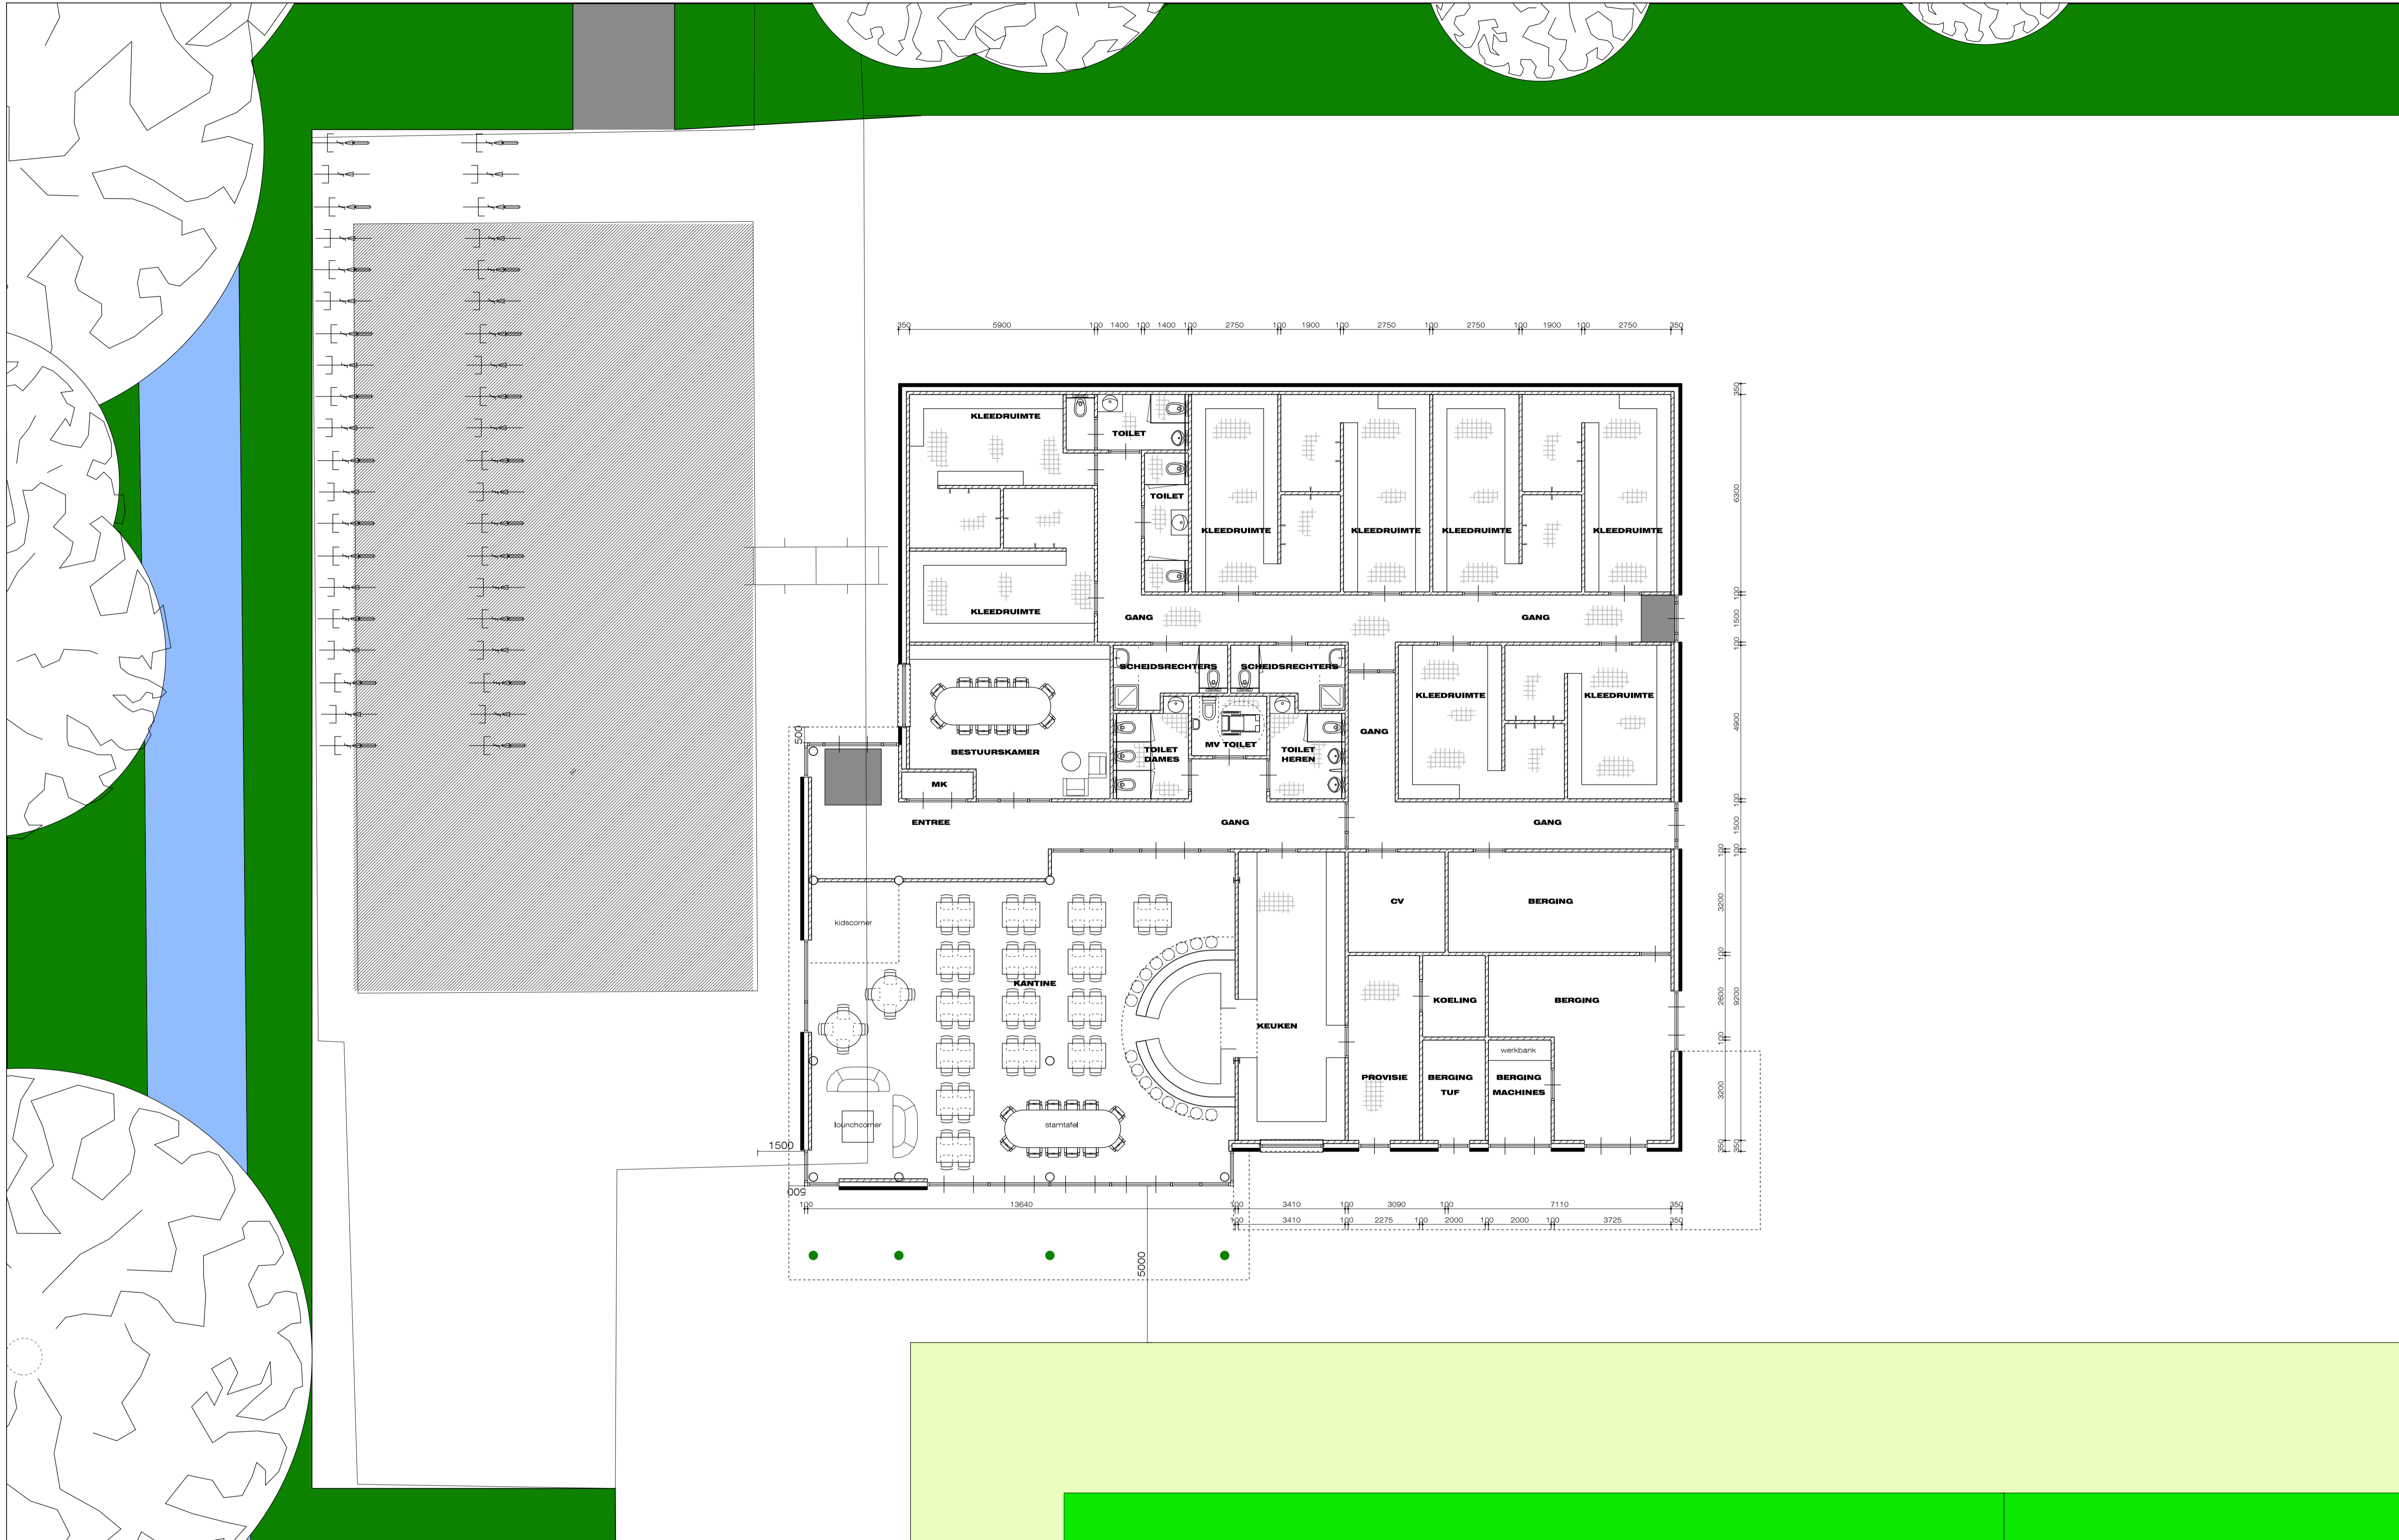 350 5900 100 1400 100 1400 100 2750 100 1900 100 2750 100 2750 100 1900 100 2750 350
350
KLEEDRUIMTE
TOILET
TOILET
6300
KLEEDRUIMTE KLEEDRUIMTE KLEEDRUIMTE KLEEDRUIMTE
100
KLEEDRUIMTE
GANG GANG
1500
100
SCHEIDSRECHTERS SCHEIDSRECHTERS
KLEEDRUIMTE KLEEDRUIMTE
4900
500
GANG
BESTUURSKAMER
TOILET
DAMES
MV TOILET
TOILET
HEREN
MK
100
ENTREE GANG GANG
1500
100 100
kidscorner
CV BERGING
3200
100
KANTINE
KOELING BERGING
2600 9200
KEUKEN
100
werkbank
PROVISIE
BERGING
TUF
BERGING
MACHINES
3200
lounchcorner
stamtafel
1500
350 350
500
100 13640 100 3410 100 3090 100 7110 350
100 3410 100 2275 100 2000 100 2000 100 3725 350
5000